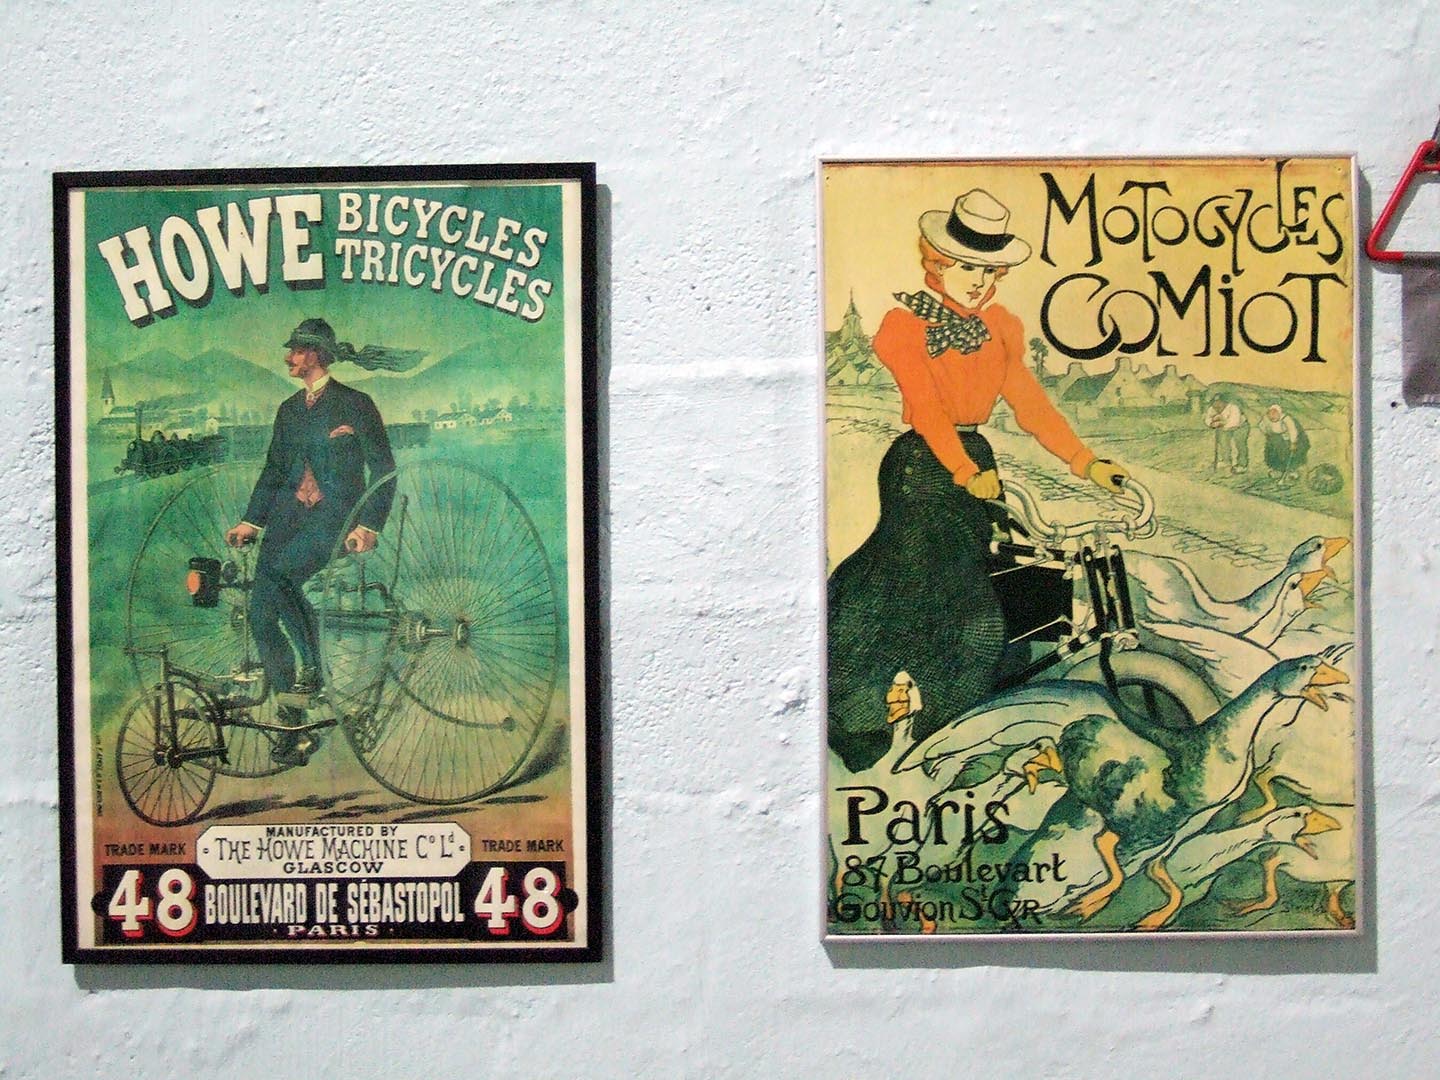 HOWE BICYCLES
TRICYCLES
MANUFACTURED BY
TRADE MARK · THE HOWE MACHINE Co Ld · TRADE MARK
GLASCOW
48 BOULEVARD DE SÉBASTOPOL 48
· PARIS ·
MOTOCYCLES
COMIOT
Paris
87 Boulevart
Gouvion St CYR